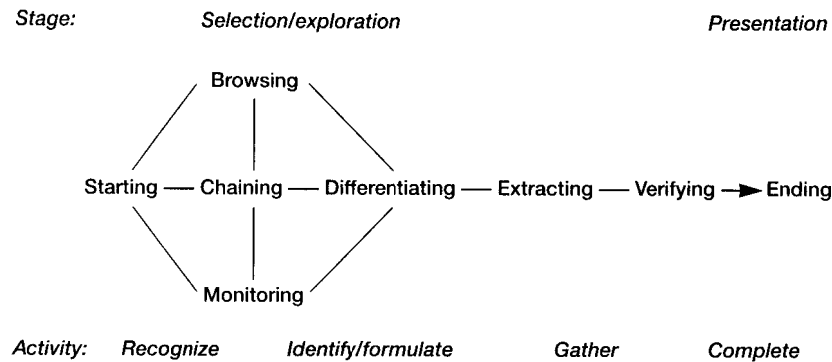 Stage: Selection/exploration Presentation
Browsing
Starting Chaining Differentiating Extracting Verifying Ending
Monitoring
Activity: Recognize Identify/formulate Gather Complete